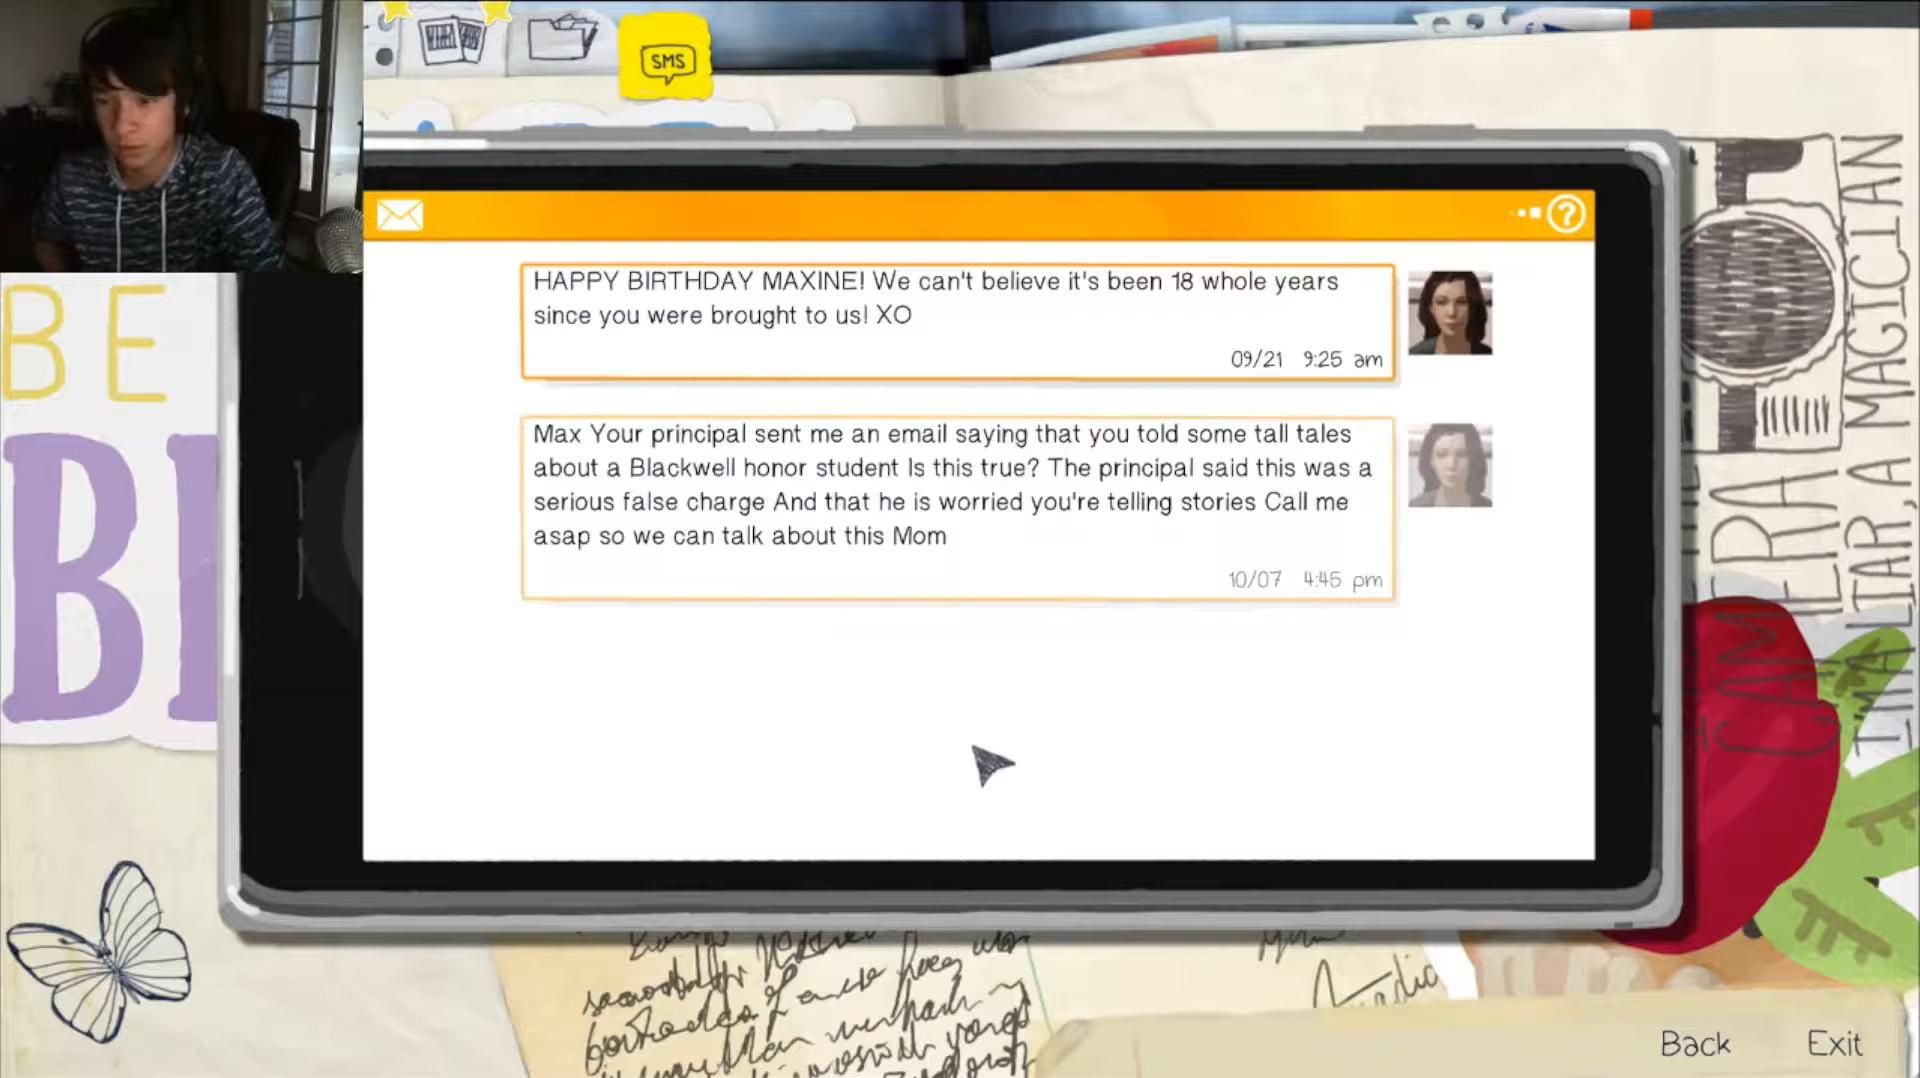 SMS
HAPPY BIRTHDAY MAXINE! We can't believe it's been 18 whole years
since you were brought to us! XO
09/21 9:25 am
Max Your principal sent me an email saying that you told some tall tales
about a Blackwell honor student Is this true? The principal said this was a
serious false charge And that he is worried you're telling stories Call me
asap so we can talk about this Mom
10/07 4:45 pm
BE
CAMERA
LIAR, A MAGICIAN
Back
Exit